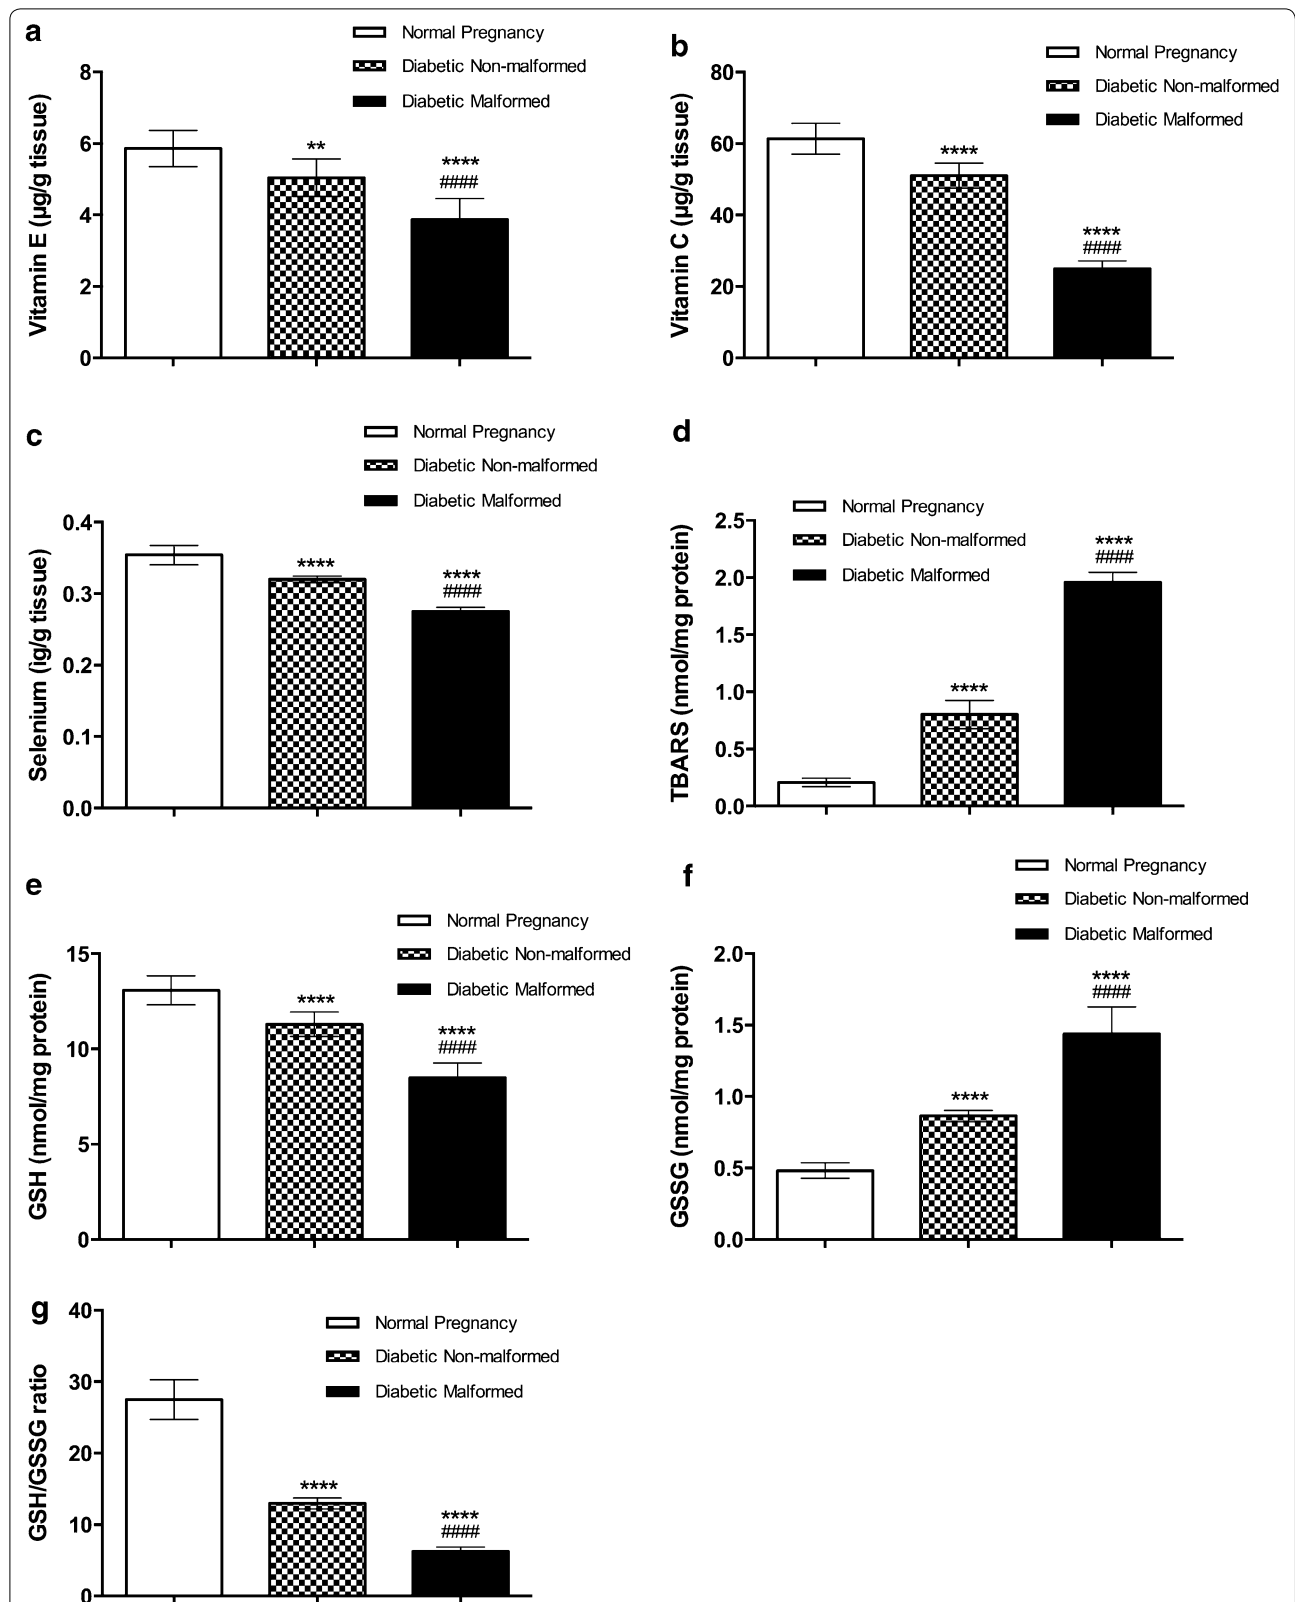 a
Normal Pregnancy
Diabetic Non-malformed
Diabetic Malformed
Vitamin E (µg/g tissue)
8
6
4
2
0
**
****
####
b
Normal Pregnancy
Diabetic Non-malformed
Diabetic Malformed
Vitamin C (µg/g tissue)
80
60
40
20
0
****
****
####
c
Normal Pregnancy
Diabetic Non-malformed
Diabetic Malformed
Selenium (ig/g tissue)
0.4
0.3
0.2
0.1
0.0
****
****
####
d
Normal Pregnancy
Diabetic Non-malformed
Diabetic Malformed
TBARS (nmol/mg protein)
2.5
2.0
1.5
1.0
0.5
0.0
****
****
####
e
Normal Pregnancy
Diabetic Non-malformed
Diabetic Malformed
GSH (nmol/mg protein)
15
10
5
0
****
****
####
f
Normal Pregnancy
Diabetic Non-malformed
Diabetic Malformed
GSSG (nmol/mg protein)
2.0
1.5
1.0
0.5
0.0
****
****
####
g
Normal Pregnancy
Diabetic Non-malformed
Diabetic Malformed
GSH/GSSG ratio
40
30
20
10
0
****
****
####